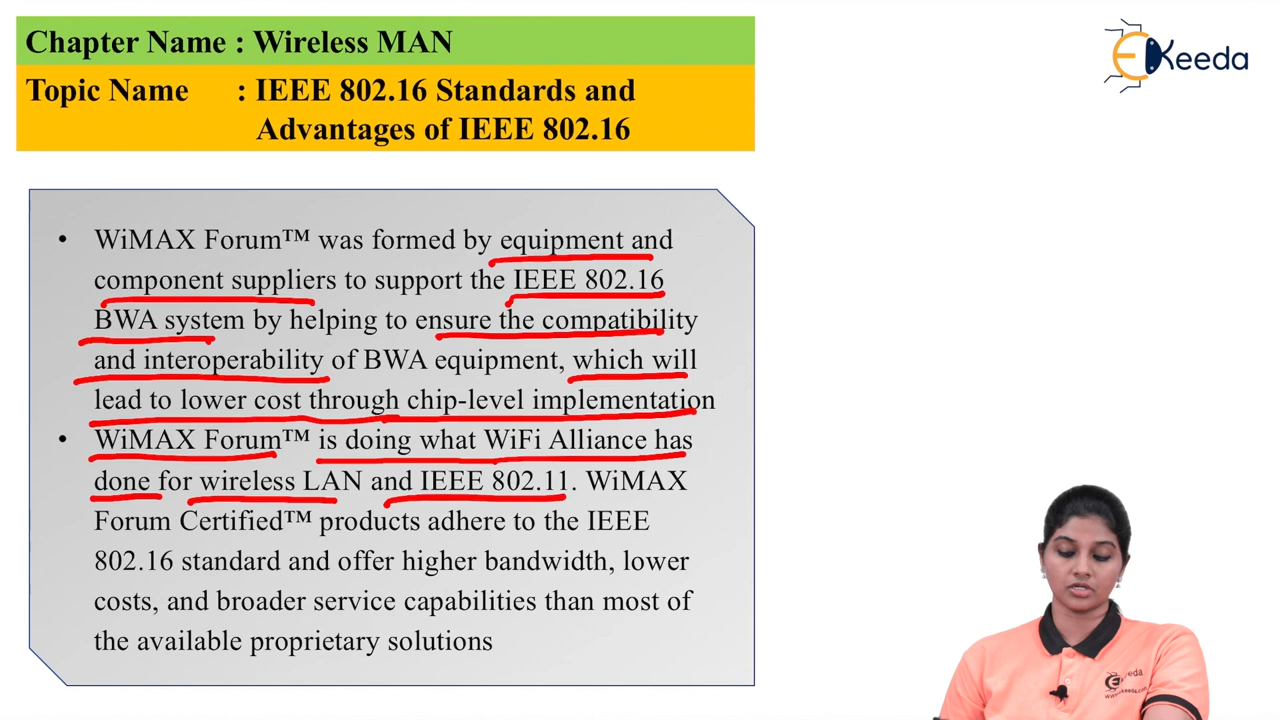 Chapter Name : Wireless MAN
EKeeda
Topic Name : IEEE 802.16 Standards and
Advantages of IEEE 802.16
• WiMAX Forum™ was formed by equipment and
component suppliers to support the IEEE 802.16
BWA system by helping to ensure the compatibility
and interoperability of BWA equipment, which will
lead to lower cost through chip-level implementation
• WiMAX Forum™ is doing what WiFi Alliance has
done for wireless LAN and IEEE 802.11. WiMAX
Forum Certified™ products adhere to the IEEE
802.16 standard and offer higher bandwidth, lower
costs, and broader service capabilities than most of
the available proprietary solutions